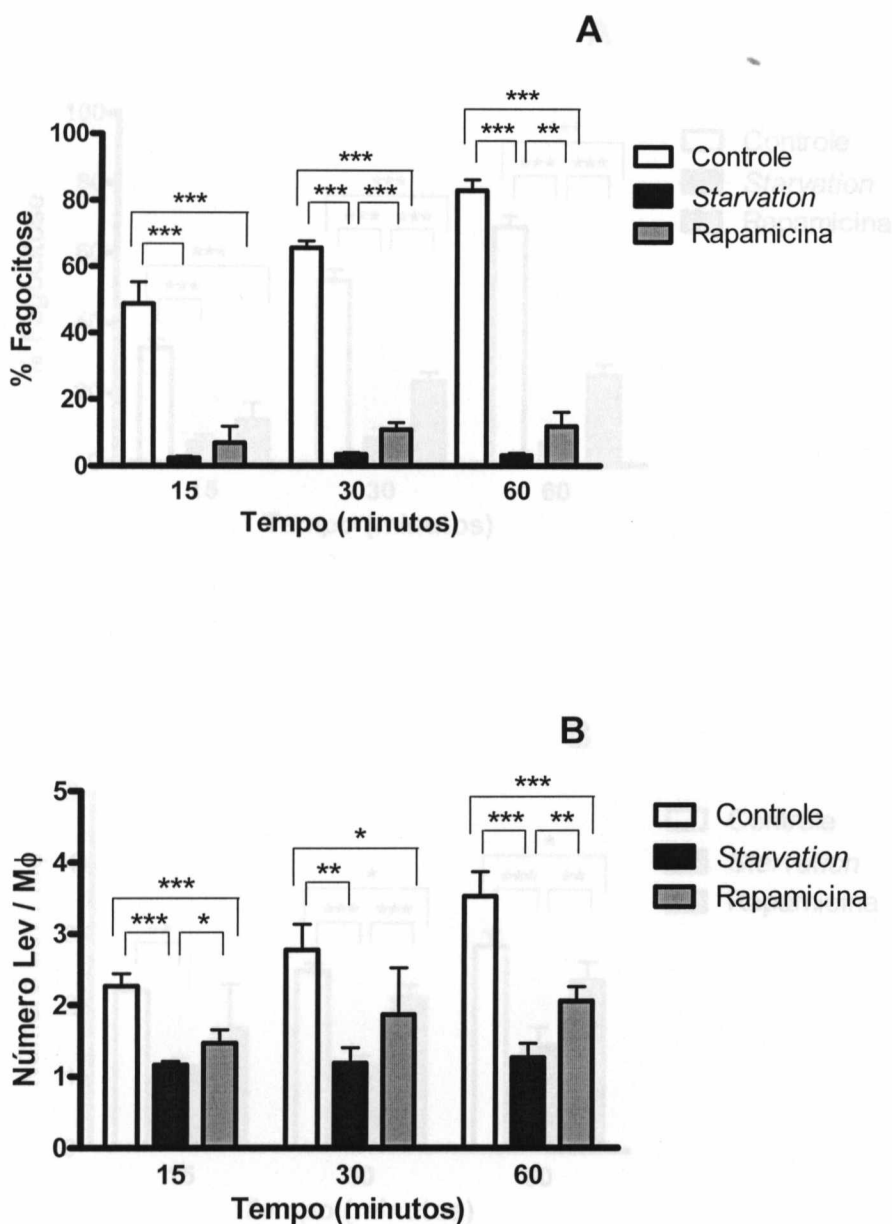 A
***
*** **
100
Controle
***
80
*** ***
Starvation
***
Rapamicina
60
***
% Fagocitose
40
20
0
15 30 60
Tempo (minutos)
B
5
***
Controle
*** **
4
*
Starvation
**
***
Rapamicina
3
*** *
Número Lev / Mϕ
2
1
0
15 30 60
Tempo (minutos)